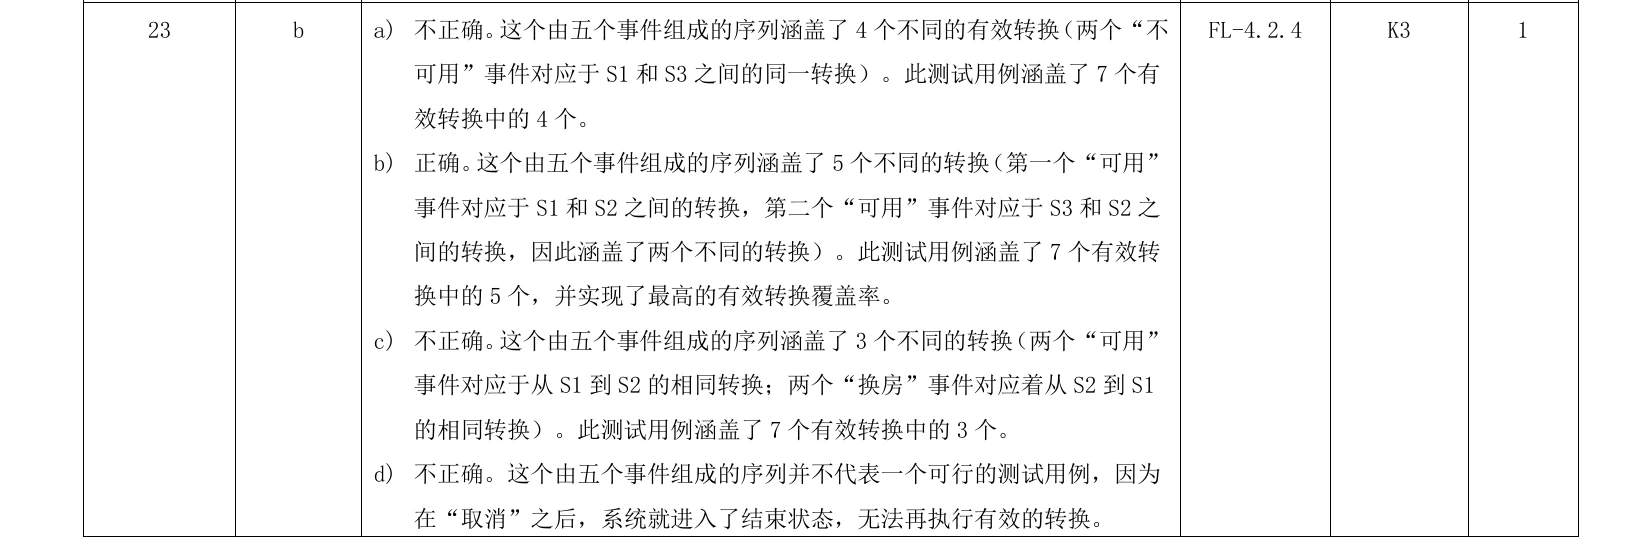 23 b a) 不正确。这个由五个事件组成的序列涵盖了 4 个不同的有效转换（两个“不 FL-4.2.4 K3 1
可用”事件对应于 S1 和 S3 之间的同一转换）。此测试用例涵盖了 7 个有
效转换中的 4 个。
b) 正确。这个由五个事件组成的序列涵盖了 5 个不同的转换（第一个“可用”
事件对应于 S1 和 S2 之间的转换，第二个“可用”事件对应于 S3 和 S2 之
间的转换，因此涵盖了两个不同的转换）。此测试用例涵盖了 7 个有效转
换中的 5 个，并实现了最高的有效转换覆盖率。
c) 不正确。这个由五个事件组成的序列涵盖了 3 个不同的转换（两个“可用”
事件对应于从 S1 到 S2 的相同转换；两个“换房”事件对应着从 S2 到 S1
的相同转换）。此测试用例涵盖了 7 个有效转换中的 3 个。
d) 不正确。这个由五个事件组成的序列并不代表一个可行的测试用例，因为
在“取消”之后，系统就进入了结束状态，无法再执行有效的转换。